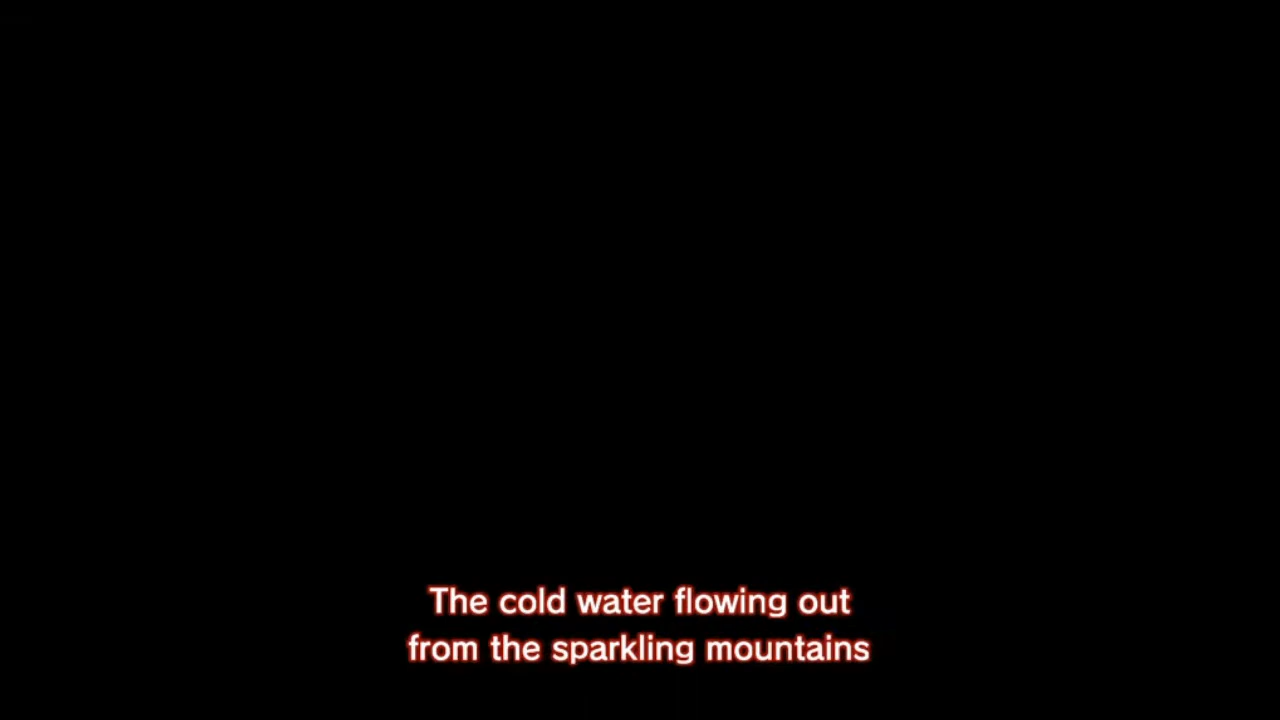 The cold water flowing out
from the sparkling mountains